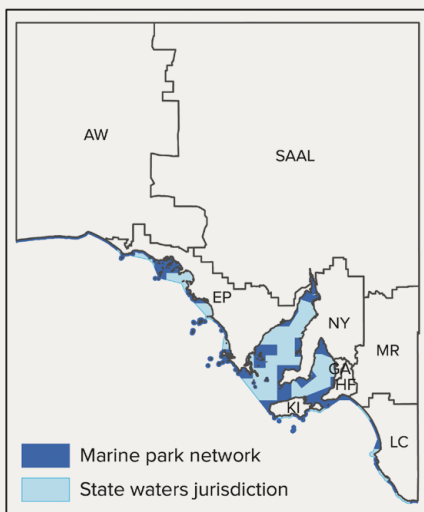 AW
SAAL
EP
NY
MR
GA
HF
KI
LC
Marine park network
State waters jurisdiction